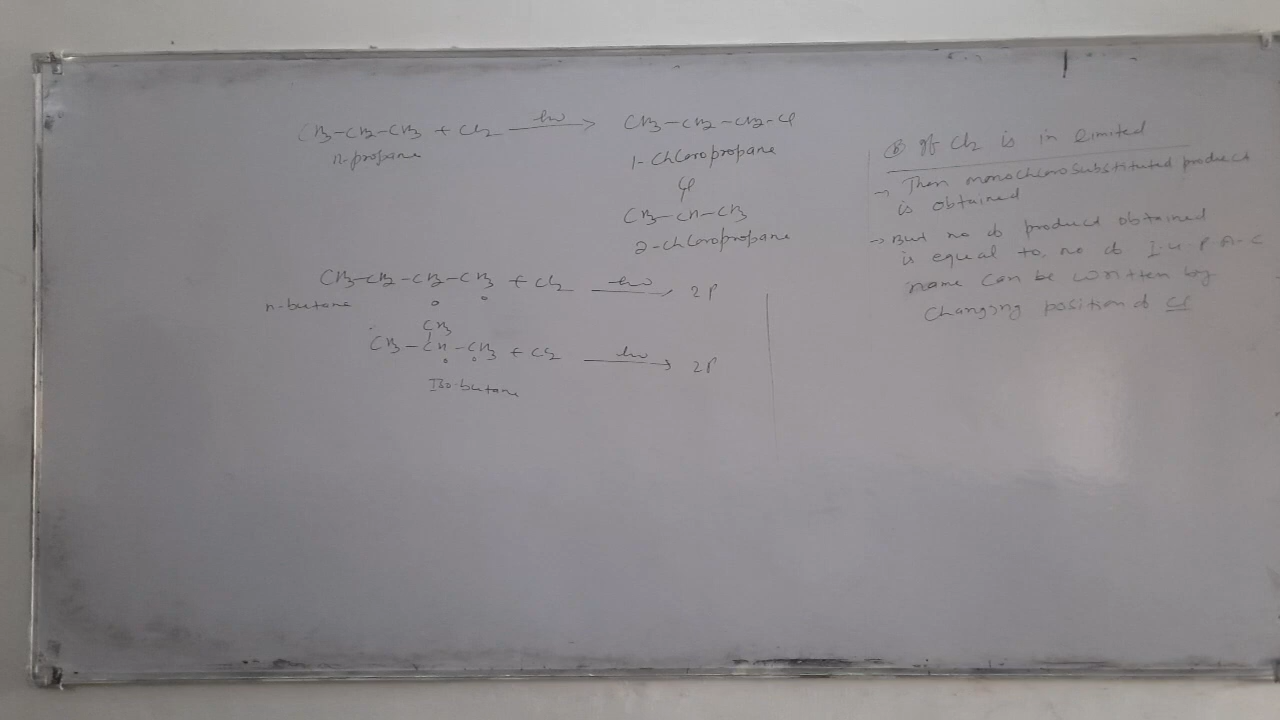 CH3-CH2-CH3 + Cl2 hν→ CH3-CH2-CH2-Cl
n-propane
1-Chloropropane
Cl
CH3-CH-CH3
2-chloropropane
CH3-CH2-CH2-CH3 + Cl2 hν→ 2P
n-butane
CH3
CH3-CH-CH3 + Cl2 hν→ 2P
Iso-butane
Ⓑ If Cl2 is in limited
→ Then monochlorosubstituted product
is obtained
→ But no of product obtained
is equal to no of I.U.P.A.C
name can be written by
changing position of Cl